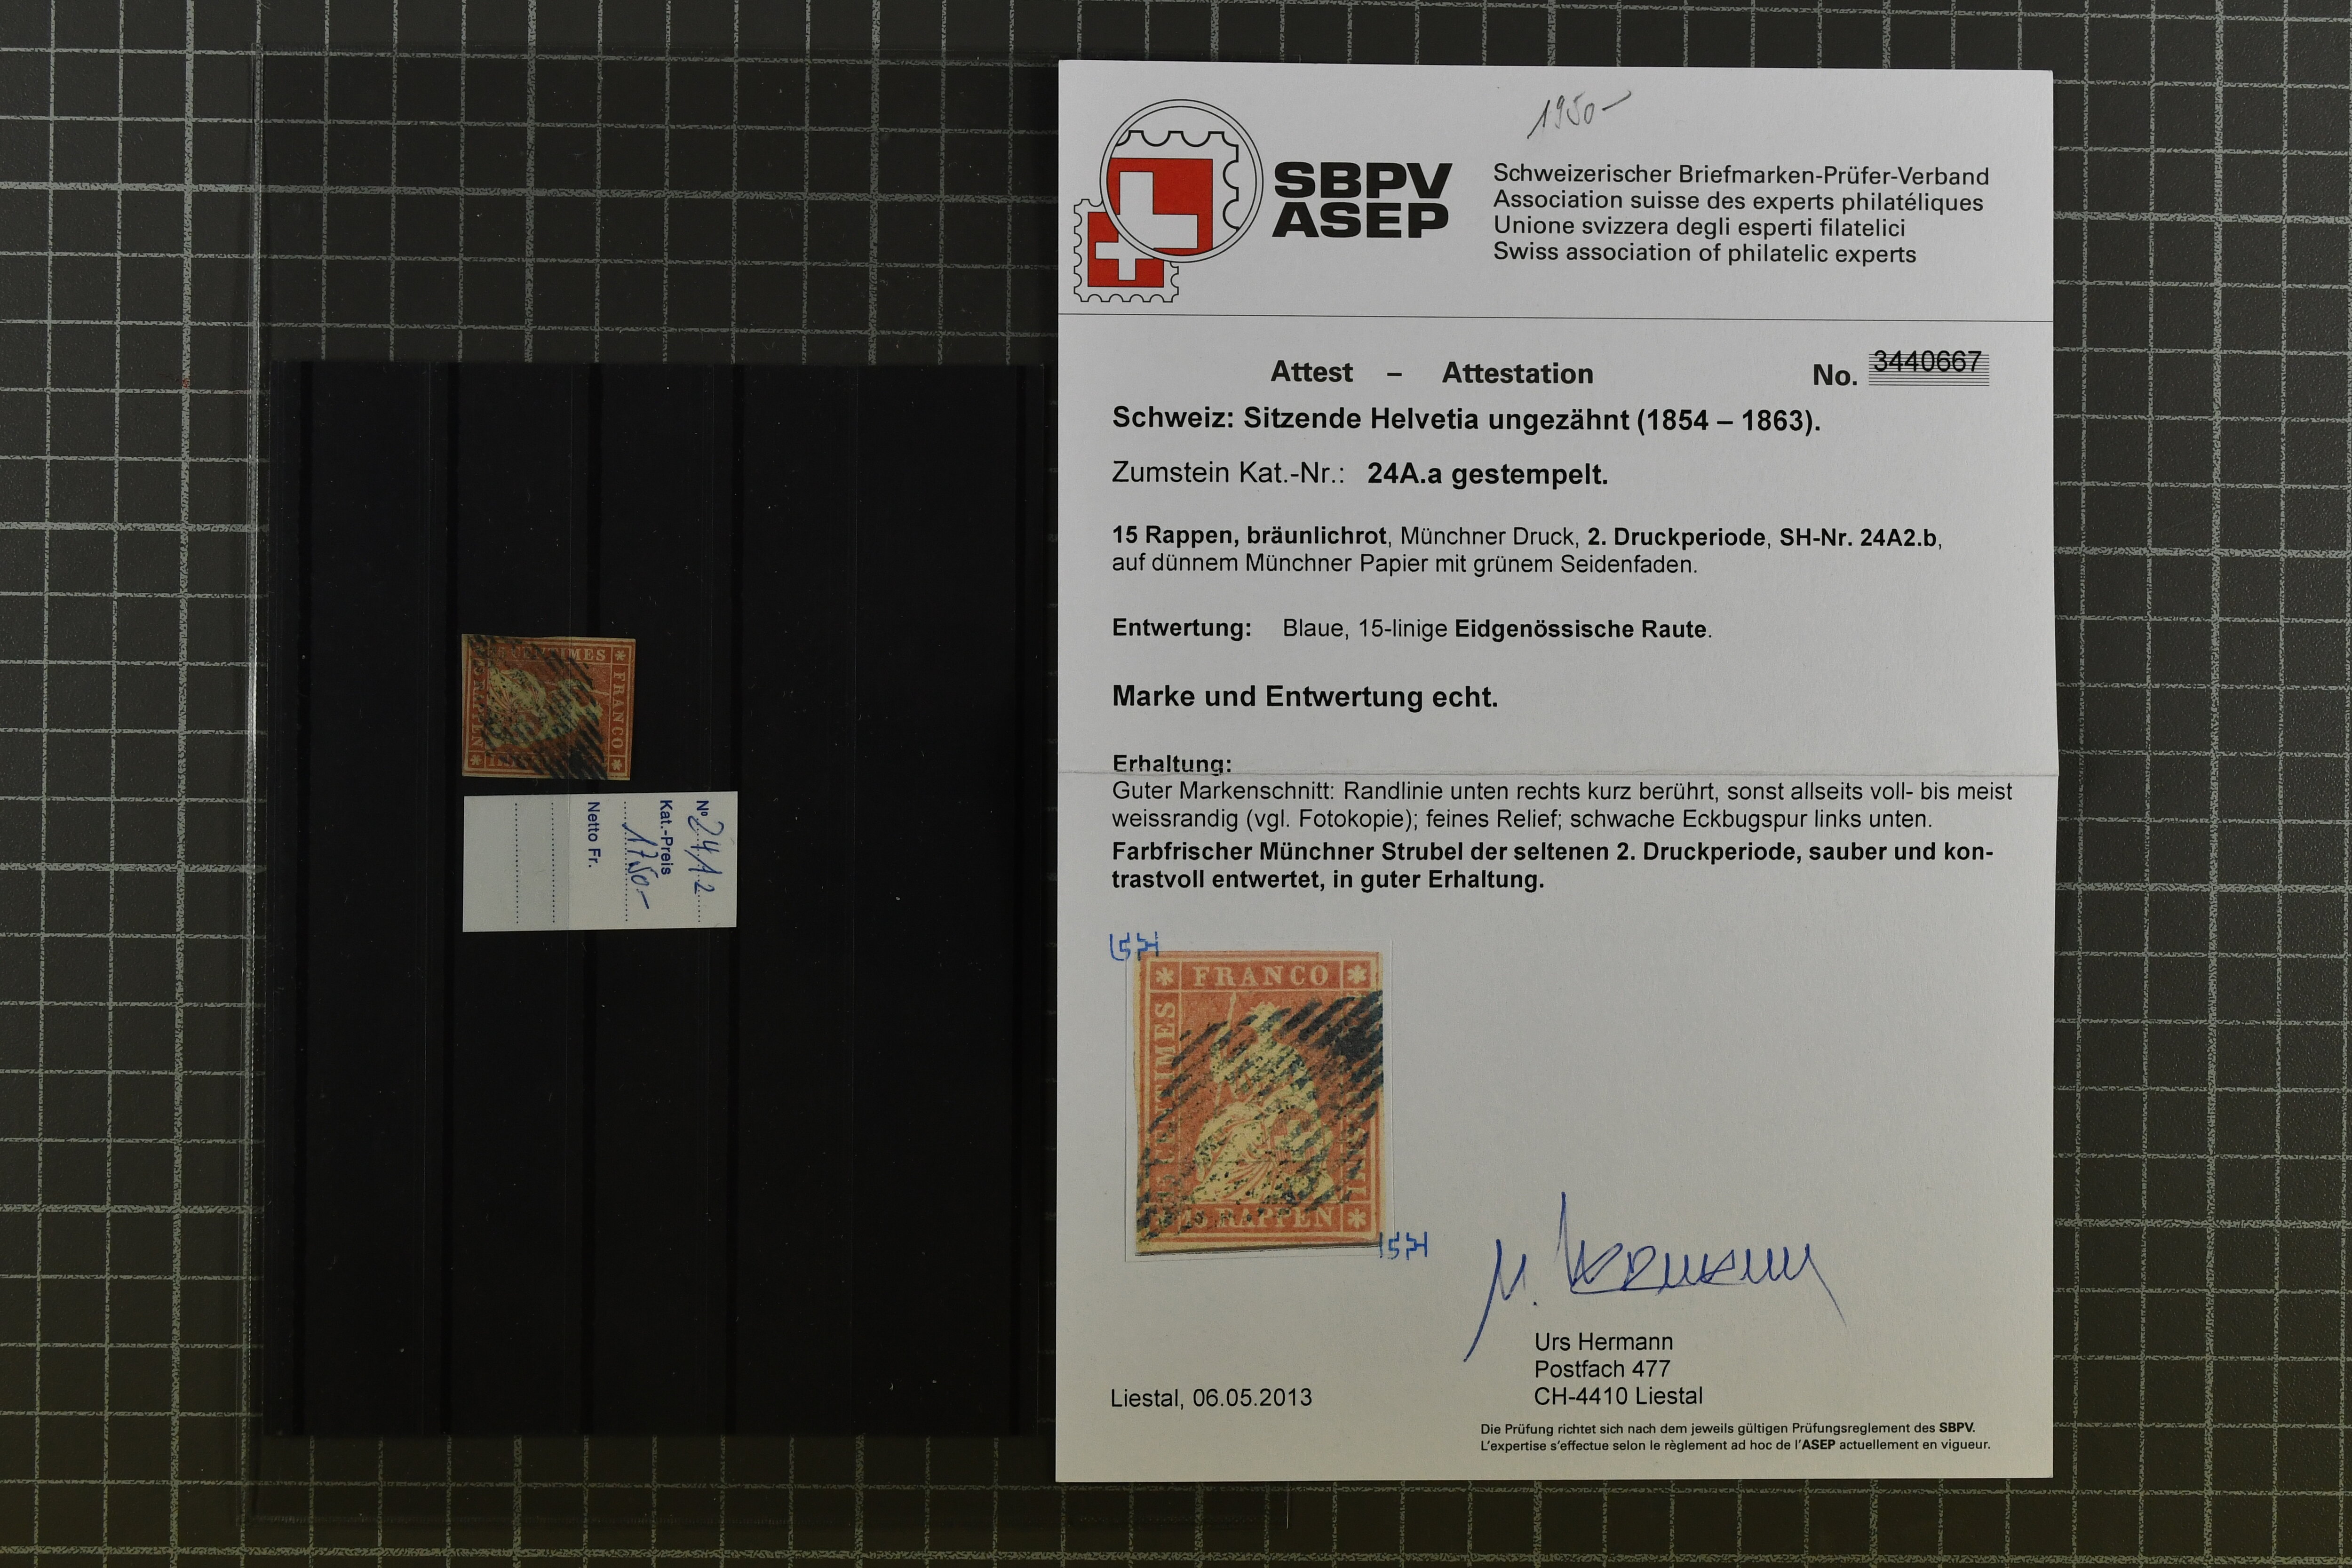 CENTIMES
FRANCO
Nº 24A2
Kat.-Preis
1750.-
Netto Fr.
1950-
SBPV
ASEP
Schweizerischer Briefmarken-Prüfer-Verband
Association suisse des experts philatéliques
Unione svizzera degli esperti filatelici
Swiss association of philatelic experts
Attest – Attestation No. 3440667
Schweiz: Sitzende Helvetia ungezähnt (1854 – 1863).
Zumstein Kat.-Nr.: 24A.a gestempelt.
15 Rappen, bräunlichrot, Münchner Druck, 2. Druckperiode, SH-Nr. 24A2.b,
auf dünnem Münchner Papier mit grünem Seidenfaden.
Entwertung: Blaue, 15-linige Eidgenössische Raute.
Marke und Entwertung echt.
Erhaltung:
Guter Markenschnitt: Randlinie unten rechts kurz berührt, sonst allseits voll- bis meist
weissrandig (vgl. Fotokopie); feines Relief; schwache Eckbugspur links unten.
Farbfrischer Münchner Strubel der seltenen 2. Druckperiode, sauber und kon-
trastvoll entwertet, in guter Erhaltung.
FRANCO
CENTIMES
15 RAPPEN
Urs Hermann
Postfach 477
CH-4410 Liestal
Liestal, 06.05.2013
Die Prüfung richtet sich nach dem jeweils gültigen Prüfungsreglement des SBPV.
L'expertise s'effectue selon le règlement ad hoc de l'ASEP actuellement en vigueur.